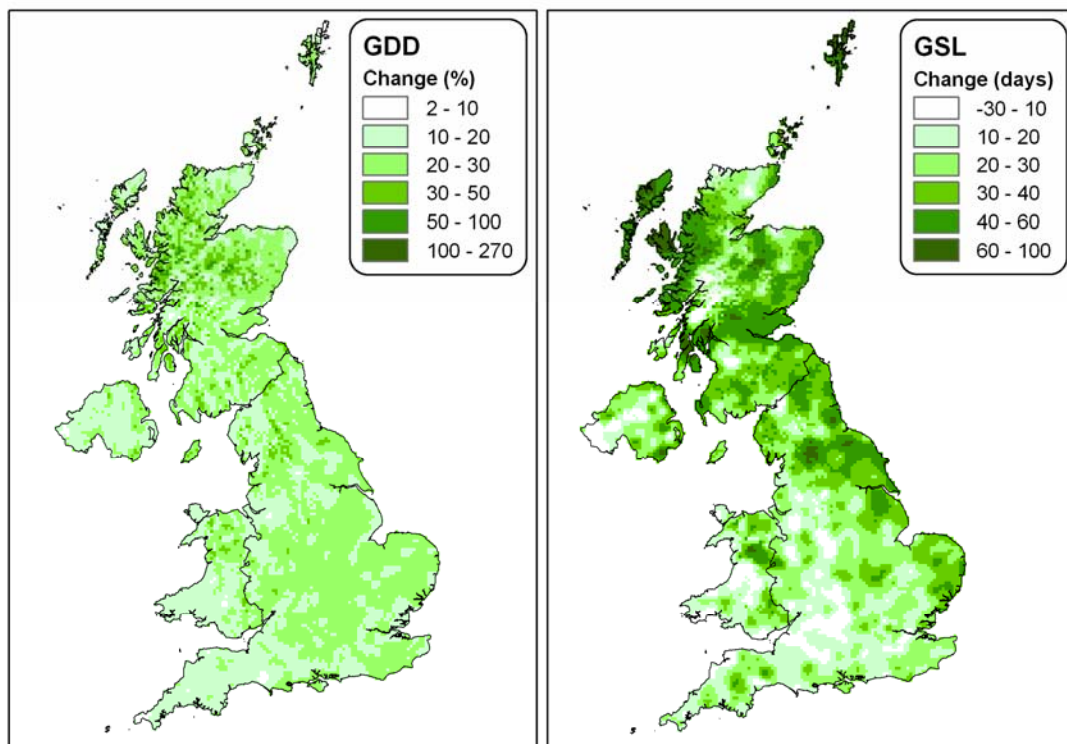 GDD
Change (%)
2 - 10
10 - 20
20 - 30
30 - 50
50 - 100
100 - 270
GSL
Change (days)
-30 - 10
10 - 20
20 - 30
30 - 40
40 - 60
60 - 100